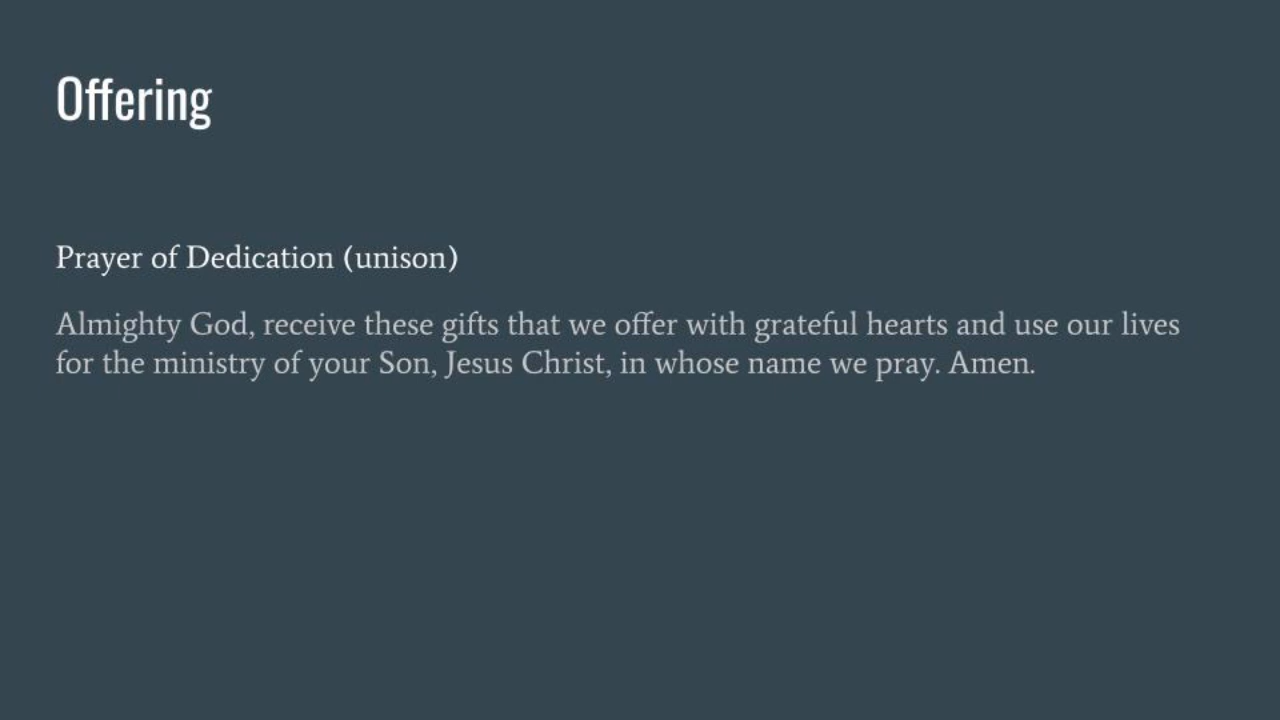 Offering
Prayer of Dedication (unison)
Almighty God, receive these gifts that we offer with grateful hearts and use our lives
for the ministry of your Son, Jesus Christ, in whose name we pray. Amen.